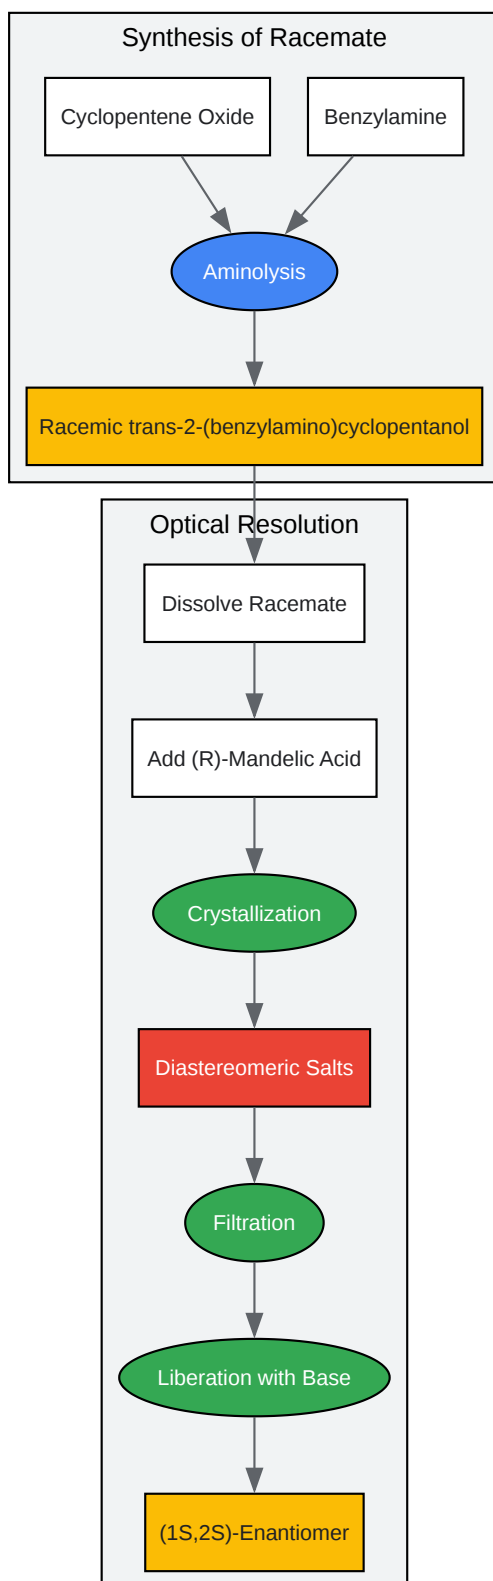 Synthesis of Racemate
Cyclopentene Oxide
Benzylamine
Aminolysis
Racemic trans-2-(benzylamino)cyclopentanol
Optical Resolution
Dissolve Racemate
Add (R)-Mandelic Acid
Crystallization
Diastereomeric Salts
Filtration
Liberation with Base
(1S,2S)-Enantiomer